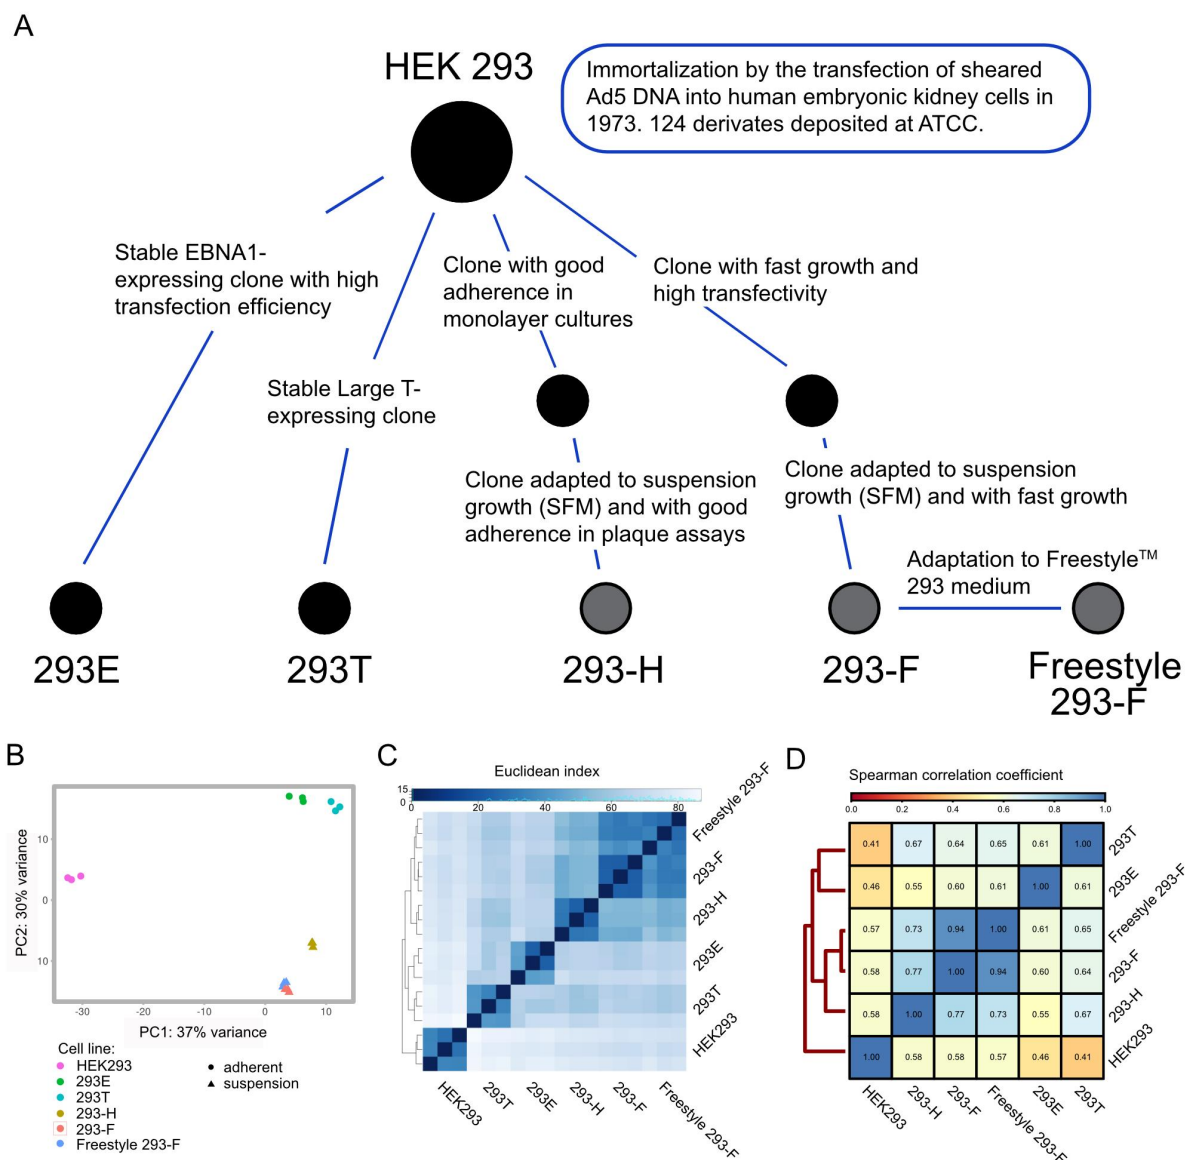 A
HEK 293
Immortalization by the transfection of sheared
Ad5 DNA into human embryonic kidney cells in
1973. 124 derivates deposited at ATCC.
Stable EBNA1-
expressing clone with high
transfection efficiency
Clone with good
adherence in
monolayer cultures
Clone with fast growth and
high transfectivity
Stable Large T-
expressing clone
Clone adapted to suspension
growth (SFM) and with good
adherence in plaque assays
Clone adapted to suspension
growth (SFM) and with fast growth
Adaptation to Freestyle™
293 medium
293E
293T
293-H
293-F
Freestyle
293-F
B
PC2: 30% variance
10
0
10
-30
-20
-10
0
10
PC1: 37% variance
Cell line:
HEK293
293E
293T
293-H
293-F
Freestyle 293-F
adherent
suspension
C
Euclidean index
15
0
0
20
40
60
80
Freestyle 293-F
293-F
293-H
293E
293T
HEK293
HEK293
293T
293E
293-H
293-F
Freestyle 293-F
D
Spearman correlation coefficient
0.0 0.2 0.4 0.6 0.8 1.0
0.41 0.67 0.64 0.65 0.61 1.00 293T
0.46 0.55 0.60 0.61 1.00 0.61 293E
0.57 0.73 0.94 1.00 0.61 0.65 Freestyle 293-F
0.58 0.77 1.00 0.94 0.60 0.64 293-F
0.58 1.00 0.77 0.73 0.55 0.67 293-H
1.00 0.58 0.58 0.57 0.46 0.41 HEK293
HEK293
293-H
293-F
Freestyle 293-F
293E
293T